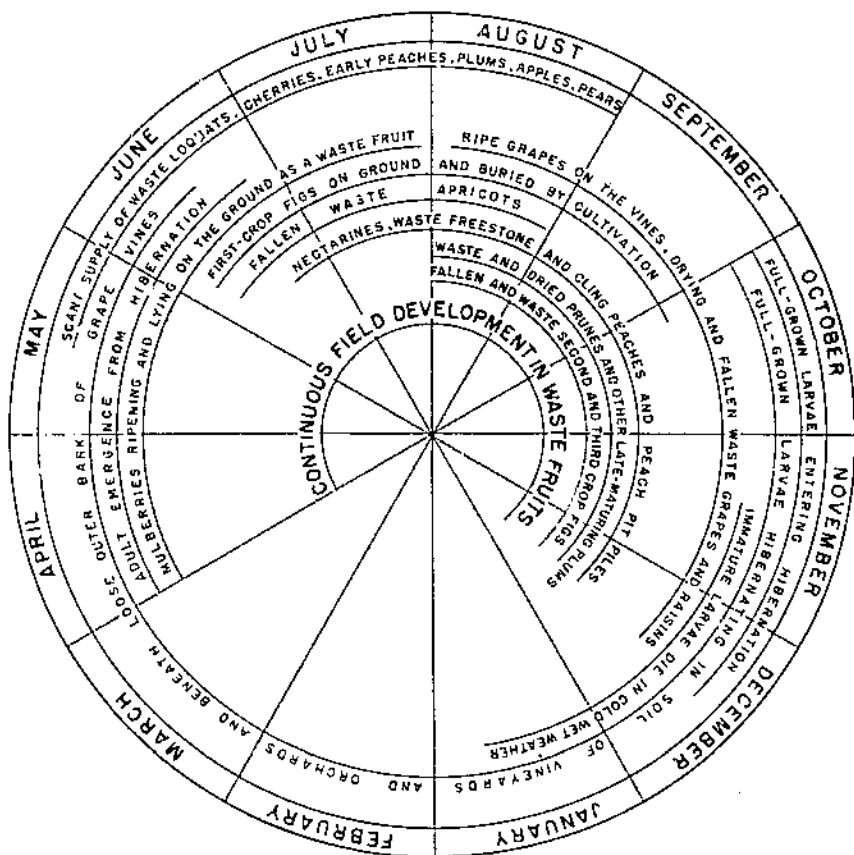 JANUARY
FEBRUARY
MARCH
APRIL
MAY
JUNE
JULY
AUGUST
SEPTEMBER
OCTOBER
NOVEMBER
DECEMBER
SCANT SUPPLY OF WASTE LOQUATS, CHERRIES, EARLY PEACHES, PLUMS, APPLES, PEARS
FULL-GROWN LARVAE ENTERING HIBERNATION
FULL-GROWN LARVAE HIBERNATING IN SOIL OF VINEYARDS AND ORCHARDS AND BENEATH LOOSE OUTER BARK OF GRAPE VINES
IMMATURE LARVAE DIE IN COLD WET WEATHER
ADULT EMERGENCE FROM HIBERNATION
MULBERRIES RIPENING AND LYING ON THE GROUND AS A WASTE FRUIT
RIPE GRAPES ON THE VINES, DRYING AND FALLEN WASTE GRAPES AND RAISINS
FIRST-CROP FIGS ON GROUND AND BURIED BY CULTIVATION
FALLEN WASTE APRICOTS
NECTARINES, WASTE FREESTONE AND CLING PEACHES AND PEACH PIT PILES
WASTE AND DRIED PRUNES AND OTHER LATE-MATURING PLUMS
FALLEN AND WASTE SECOND AND THIRD CROP FIGS
CONTINUOUS FIELD DEVELOPMENT IN WASTE FRUITS